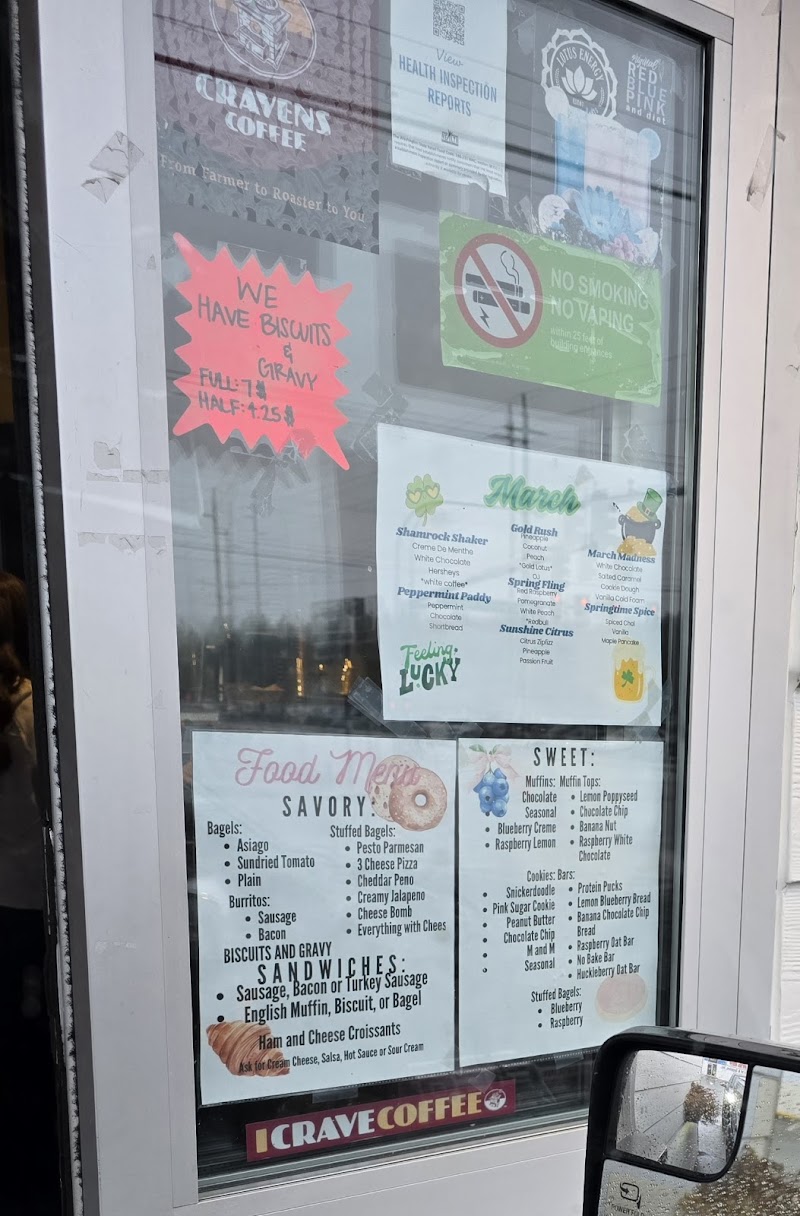 CRAVENS
COFFEE
From Farmer to Roaster to You
View
HEALTH INSPECTION
REPORTS
LOTUS ENERGY
RED
BLUE
PINK
and diet
NO SMOKING
NO VAPING
within 25 feet of
building entrances
WE
HAVE BISCUITS
&
GRAVY
FULL: 7$
HALF: 4.25$
March
Shamrock Shaker
Creme De Menthe
White Chocolate
Hersheys
*white coffee*
Peppermint Paddy
Peppermint
Chocolate
Shortbread
Feeling
LUCKY
Gold Rush
Pineapple
Coconut
Peach
*Gold Lotus*
Spring Fling
Red Raspberry
Pomegranate
White Peach
*Redbull
Sunshine Citrus
Citrus Zipfizz
Pineapple
Passion Fruit
March Madness
White Chocolate
Salted Caramel
Cookie Dough
Vanilla Cold Foam
Springtime Spice
Spiced Chai
Vanilla
Maple Pancake
Food Menu
SAVORY:
Bagels:
• Asiago
• Sundried Tomato
• Plain
Burritos:
• Sausage
• Bacon
Stuffed Bagels:
• Pesto Parmesan
• 3 Cheese Pizza
• Cheddar Peno
• Creamy Jalapeno
• Cheese Bomb
• Everything with Chees
BISCUITS AND GRAVY
SANDWICHES:
• Sausage, Bacon or Turkey Sausage
• English Muffin, Biscuit, or Bagel
Ham and Cheese Croissants
Ask for Cream Cheese, Salsa, Hot Sauce or Sour Cream
SWEET:
Muffins:
Chocolate
Seasonal
• Blueberry Creme
• Raspberry Lemon
Muffin Tops:
• Lemon Poppyseed
• Chocolate Chip
• Banana Nut
• Raspberry White
Chocolate
Cookies:
• Snickerdoodle
• Pink Sugar Cookie
• Peanut Butter
• Chocolate Chip
• M and M
• Seasonal
Bars:
• Protein Pucks
• Lemon Blueberry Bread
• Banana Chocolate Chip
Bread
• Raspberry Oat Bar
• No Bake Bar
• Huckleberry Oat Bar
Stuffed Bagels:
• Blueberry
• Raspberry
I CRAVE COFFEE